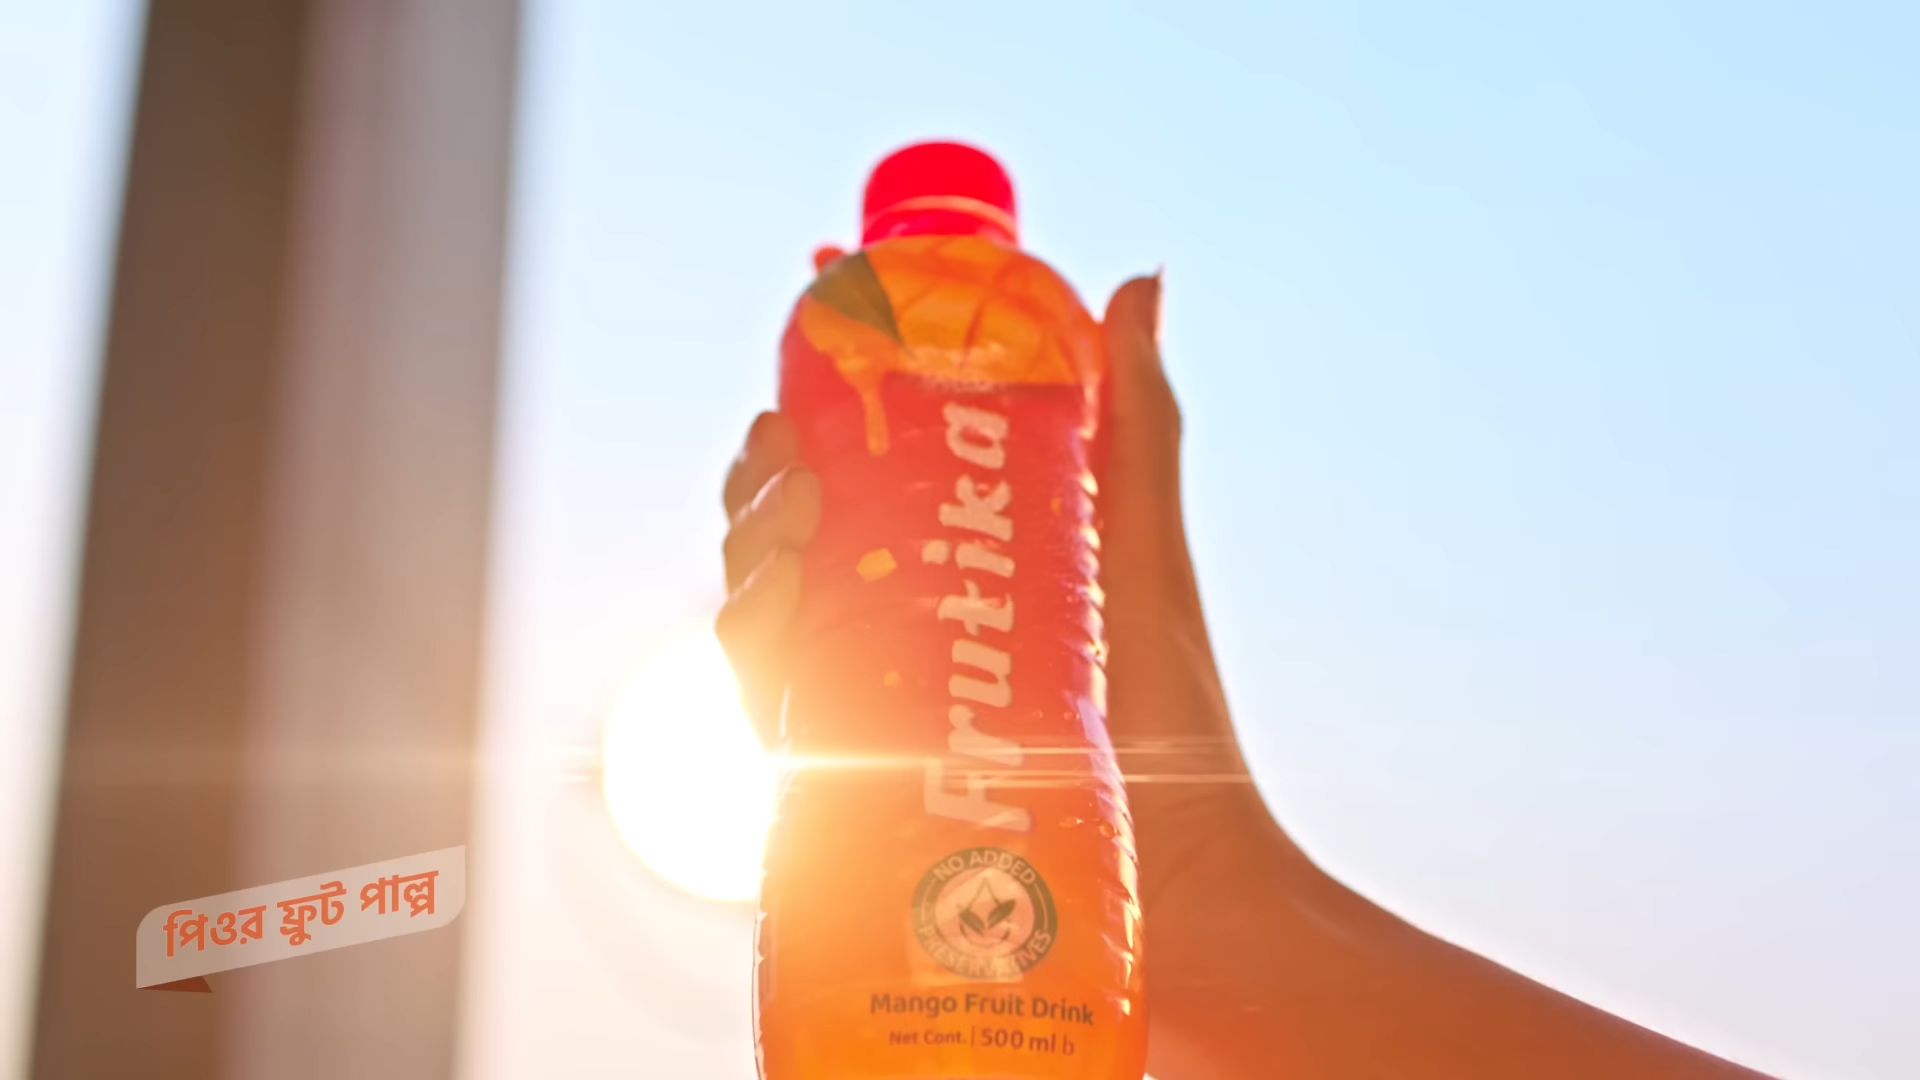 Frutika
NO ADDED
PRESERVATIVES
Mango Fruit Drink
Net Cont. | 500 ml b
পিওর ফ্রুট পাল্প